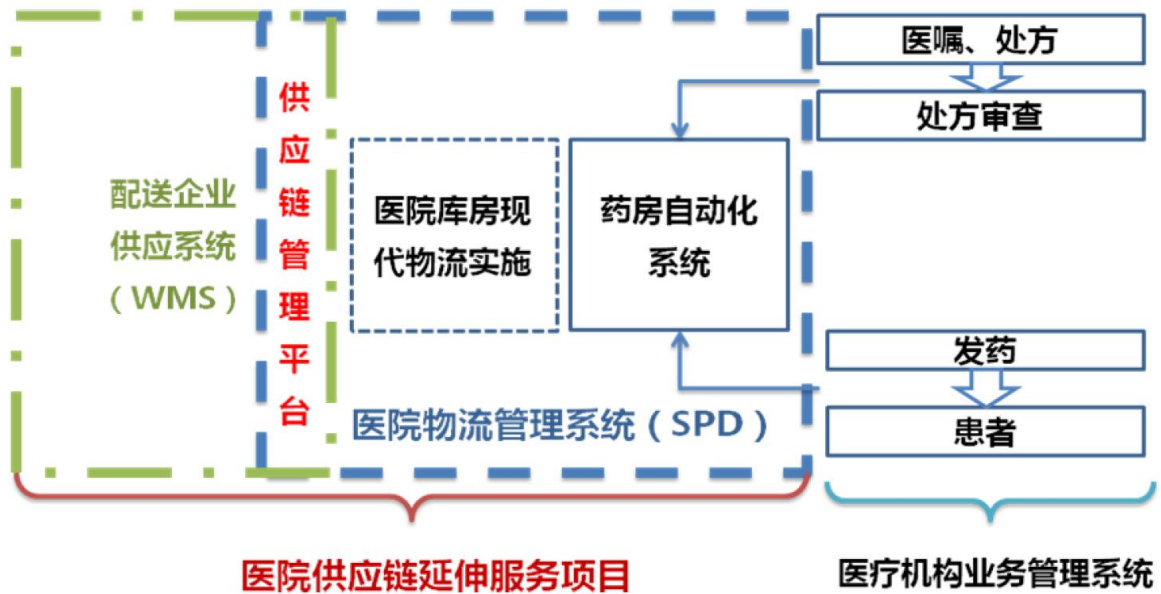 配送企业
供应系统
（WMS）
供
应
链
管
理
平
台
医院库房现
代物流实施
药房自动化
系统
医院物流管理系统（SPD）
医嘱、处方
处方审查
发药
患者
医院供应链延伸服务项目
医疗机构业务管理系统